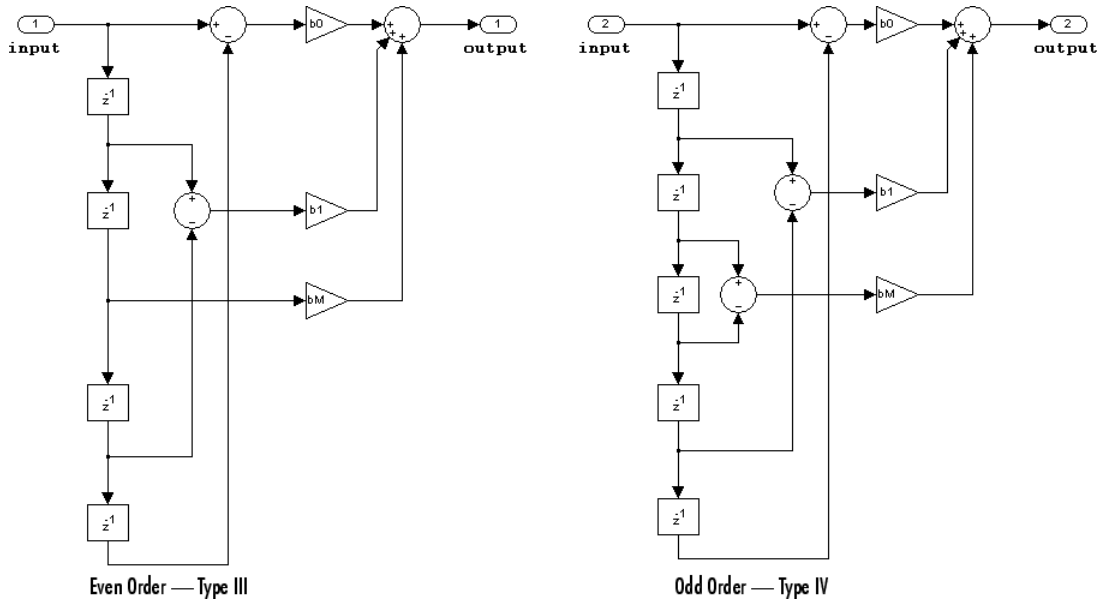 1
input
+
−
b0
+
+
+
1
output
z-1
z-1
+
−
b1
bM
z-1
z-1
Even Order — Type III
2
input
+
−
b0
+
+
+
2
output
z-1
z-1
+
−
b1
z-1
+
−
bM
z-1
z-1
Odd Order — Type IV